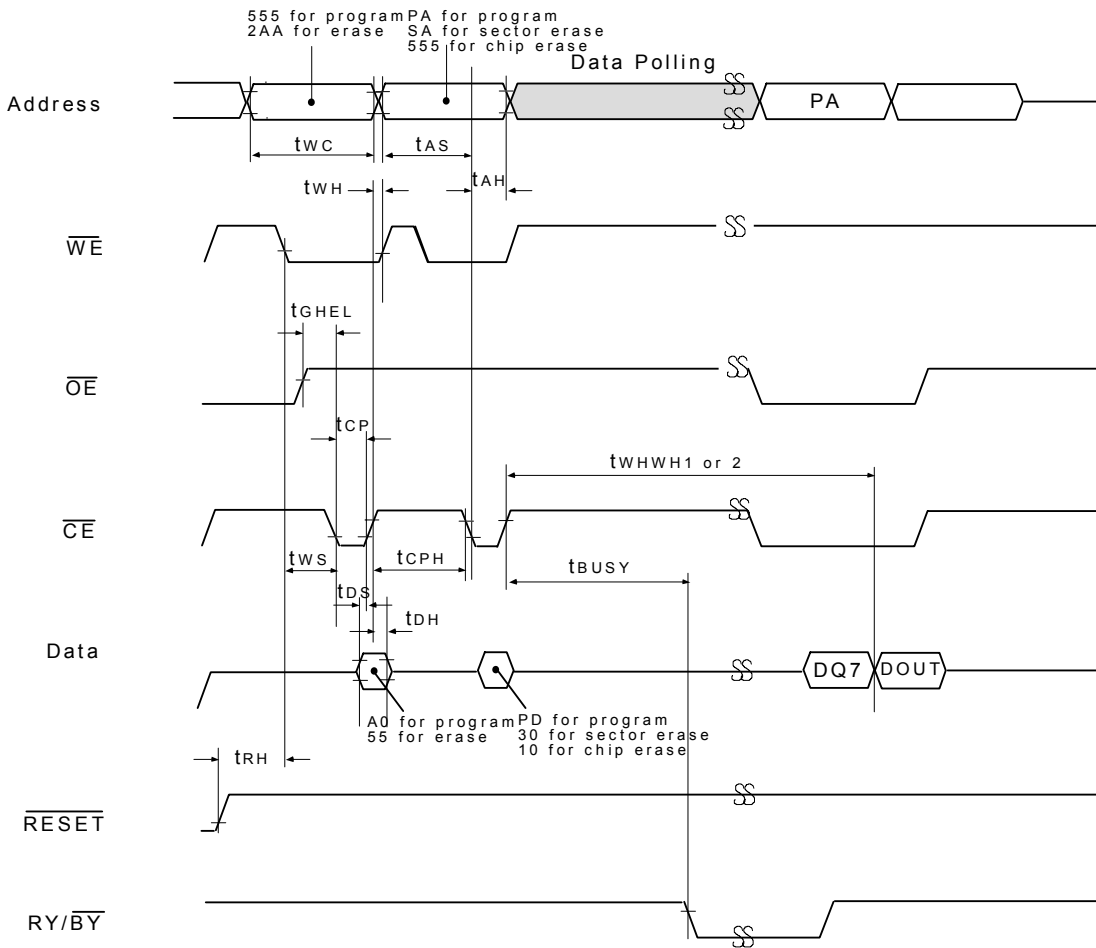 555 for program PA for program
2AA for erase SA for sector erase
555 for chip erase
Data Polling
Address
PA
tWC
tAS
tWH
tAH
WE
tGHEL
OE
tCP
tWHWH1 or 2
CE
tWS
tCPH
tBUSY
tDS
tDH
Data
DQ7
DOUT
A0 for program PD for program
55 for erase 30 for sector erase
10 for chip erase
tRH
RESET
RY/BY